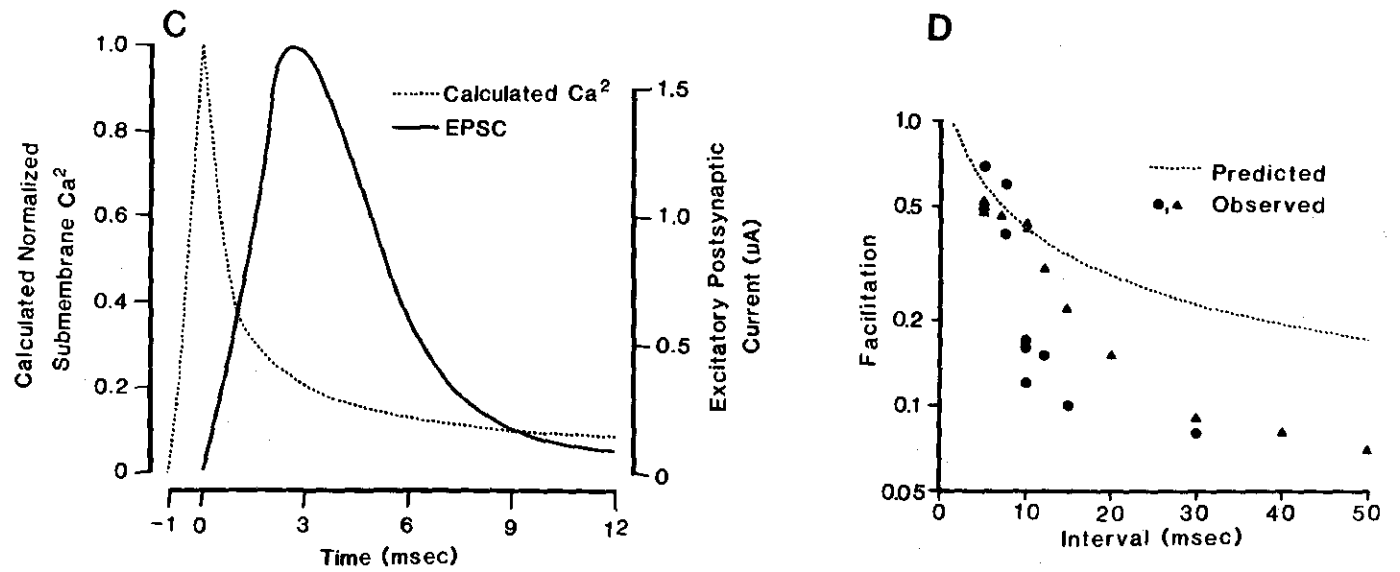 C
1.0
0.8
0.6
0.4
0.2
0
Calculated Normalized
Submembrane Ca²
Calculated Ca²
EPSC
1.5
1.0
0.5
0
Excitatory Postsynaptic
Current (uA)
-1 0 3 6 9 12
Time (msec)
D
1.0
0.5
0.2
0.1
0.05
Facilitation
Predicted
●,▲ Observed
0 10 20 30 40 50
Interval (msec)